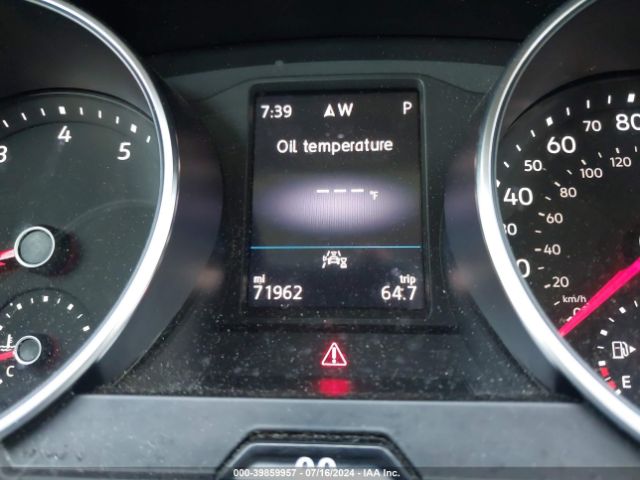 7:39 W P
Oil temperature
--- °F
mi trip
71962 64.7
3 4 5
C
80
60 70
50 120
40 80 100
60
40
20
km/h
E
000-39859957 - 07/16/2024 - IAA Inc.